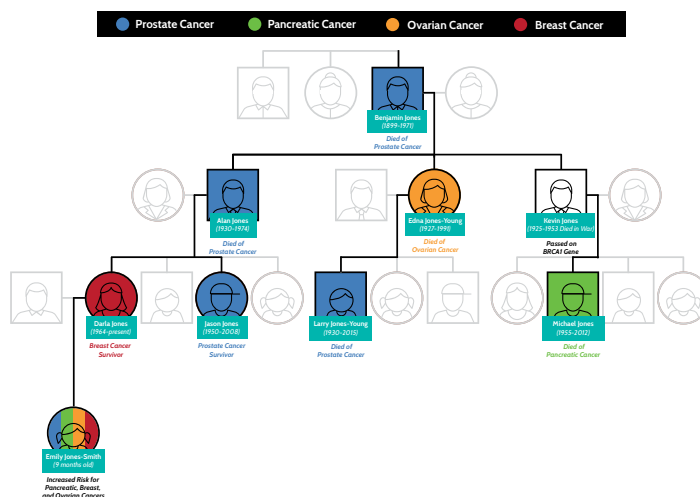 Prostate Cancer
Pancreatic Cancer
Ovarian Cancer
Breast Cancer
Benjamin Jones
(1899-1971)
Died of
Prostate Cancer
Alan Jones
(1930-1974)
Died of
Prostate Cancer
Edna Jones-Young
(1927-1991)
Died of
Ovarian Cancer
Kevin Jones
(1925-1953 Died in War)
Passed on
BRCA1 Gene
Darla Jones
(1964-present)
Breast Cancer
Survivor
Jason Jones
(1950-2008)
Prostate Cancer
Survivor
Larry Jones-Young
(1930-2015)
Died of
Prostate Cancer
Michael Jones
(1955-2012)
Died of
Pancreatic Cancer
Emily Jones-Smith
(9 months old)
Increased Risk for
Pancreatic, Breast,
and Ovarian Cancers